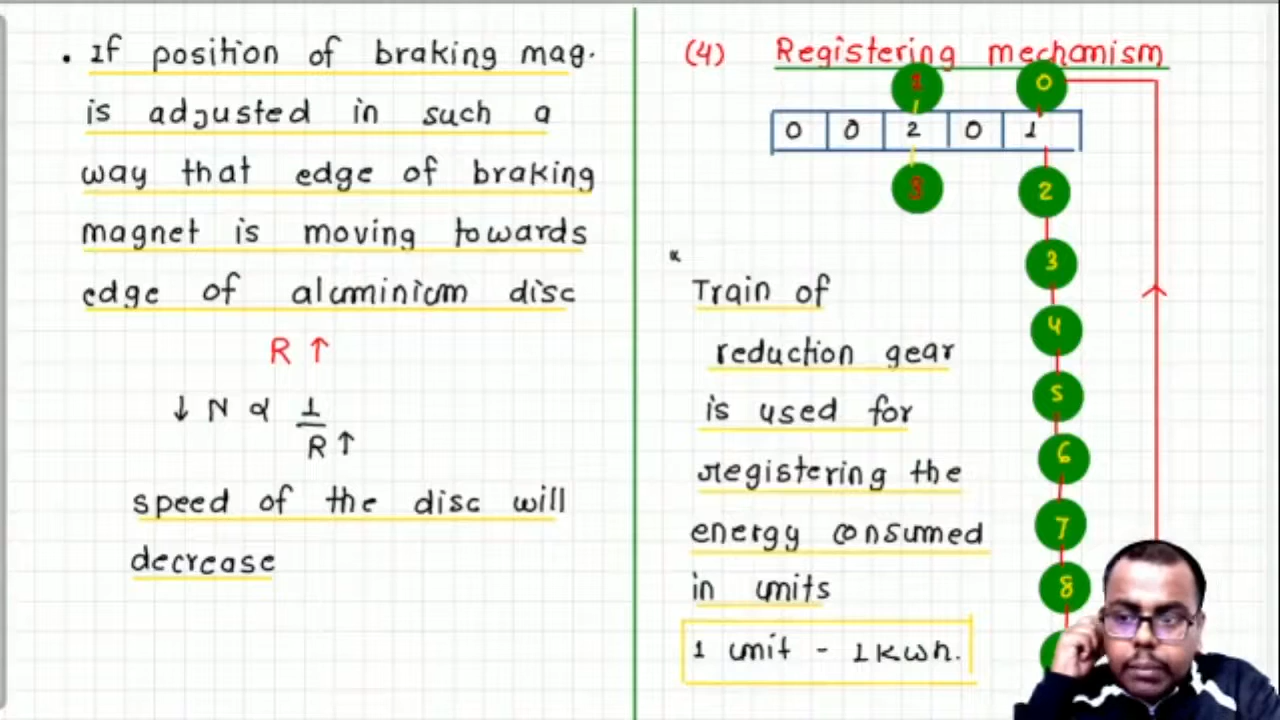 . If position of braking mag.
is adjusted in such a
way that edge of braking
magnet is moving towards
edge of aluminium disc
R ↑
↓ N ∝ 1/R ↑
speed of the disc will
decrease
(4) Registering mechanism
1 0
0 0 2 0 1
3 2
3
4
5
6
7
8
Train of
reduction gear
is used for
registering the
energy consumed
in units
1 unit - 1 kwh.